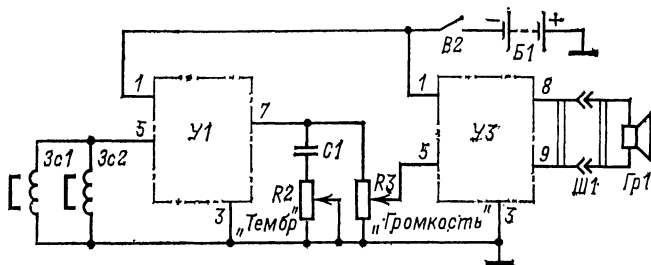 В2
− Б1 +
1
У1
7
5
3
Зс1
Зс2
С1
R2
„Тембр"
R3
„Громкость"
1
5
У3
8
9
3
Ш1
Гр1